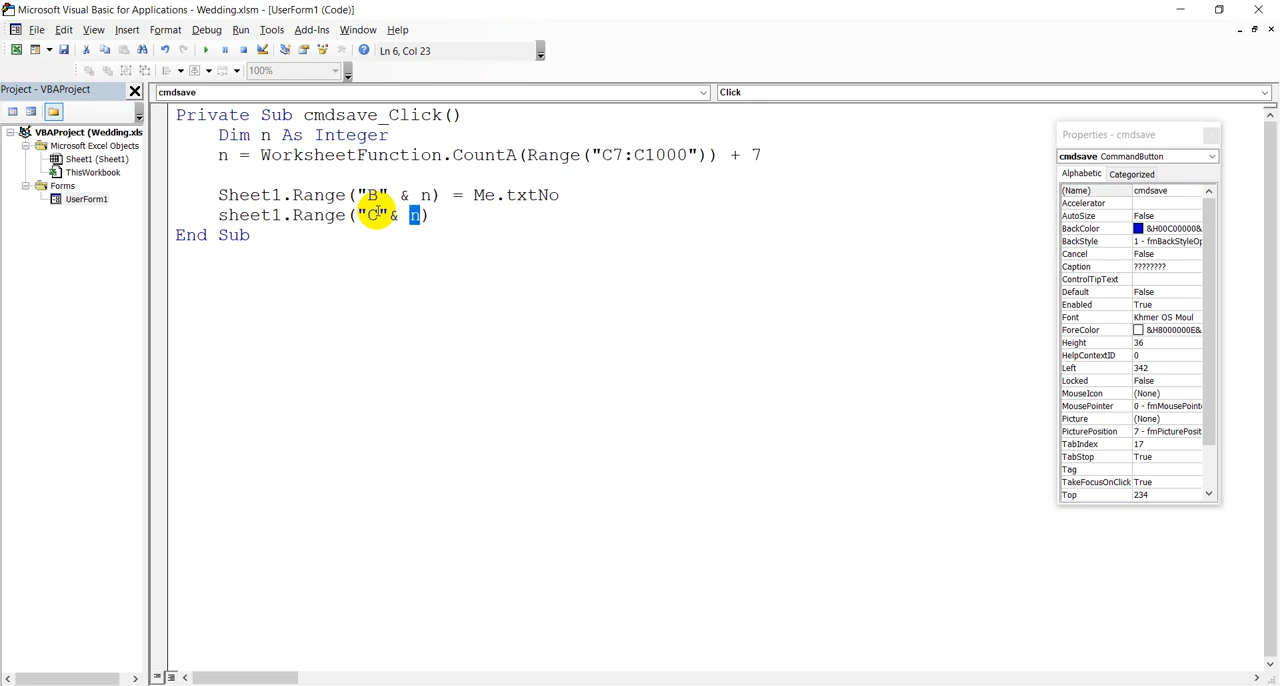 Microsoft Visual Basic for Applications - Wedding.xlsm - [UserForm1 (Code)]
File Edit View Insert Format Debug Run Tools Add-Ins Window Help
Ln 6, Col 23
100%
Project - VBAProject
cmdsave
Click
VBAProject (Wedding.xls
Microsoft Excel Objects
Sheet1 (Sheet1)
ThisWorkbook
Forms
UserForm1
Private Sub cmdsave_Click()
Dim n As Integer
n = WorksheetFunction.CountA(Range("C7:C1000")) + 7
Sheet1.Range("B" & n) = Me.txtNo
sheet1.Range("C"& n)
End Sub
Properties - cmdsave
cmdsave CommandButton
Alphabetic Categorized
(Name) cmdsave
Accelerator
AutoSize False
BackColor &H00C00000&
BackStyle 1 - fmBackStyleOp
Cancel False
Caption ????????
ControlTipText
Default False
Enabled True
Font Khmer OS Moul
ForeColor &H8000000E&
Height 36
HelpContextID 0
Left 342
Locked False
MouseIcon (None)
MousePointer 0 - fmMousePoint
Picture (None)
PicturePosition 7 - fmPicturePosit
TabIndex 17
TabStop True
Tag
TakeFocusOnClick True
Top 234